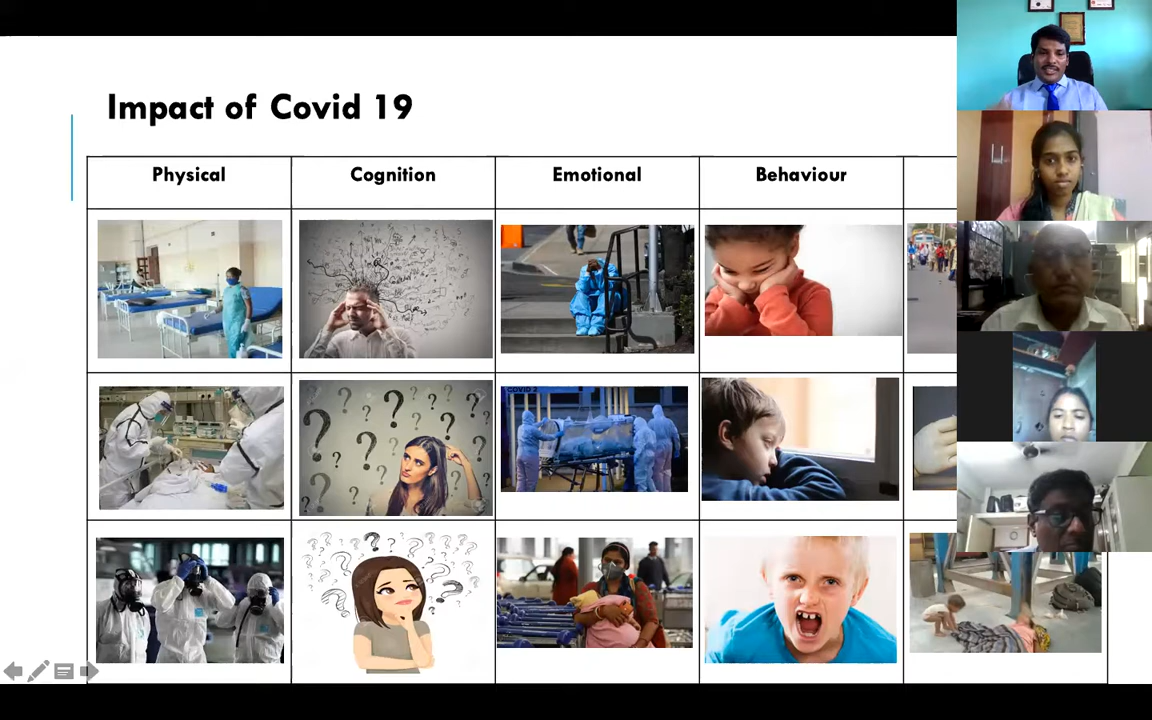 Impact of Covid 19
Physical
Cognition
Emotional
Behaviour